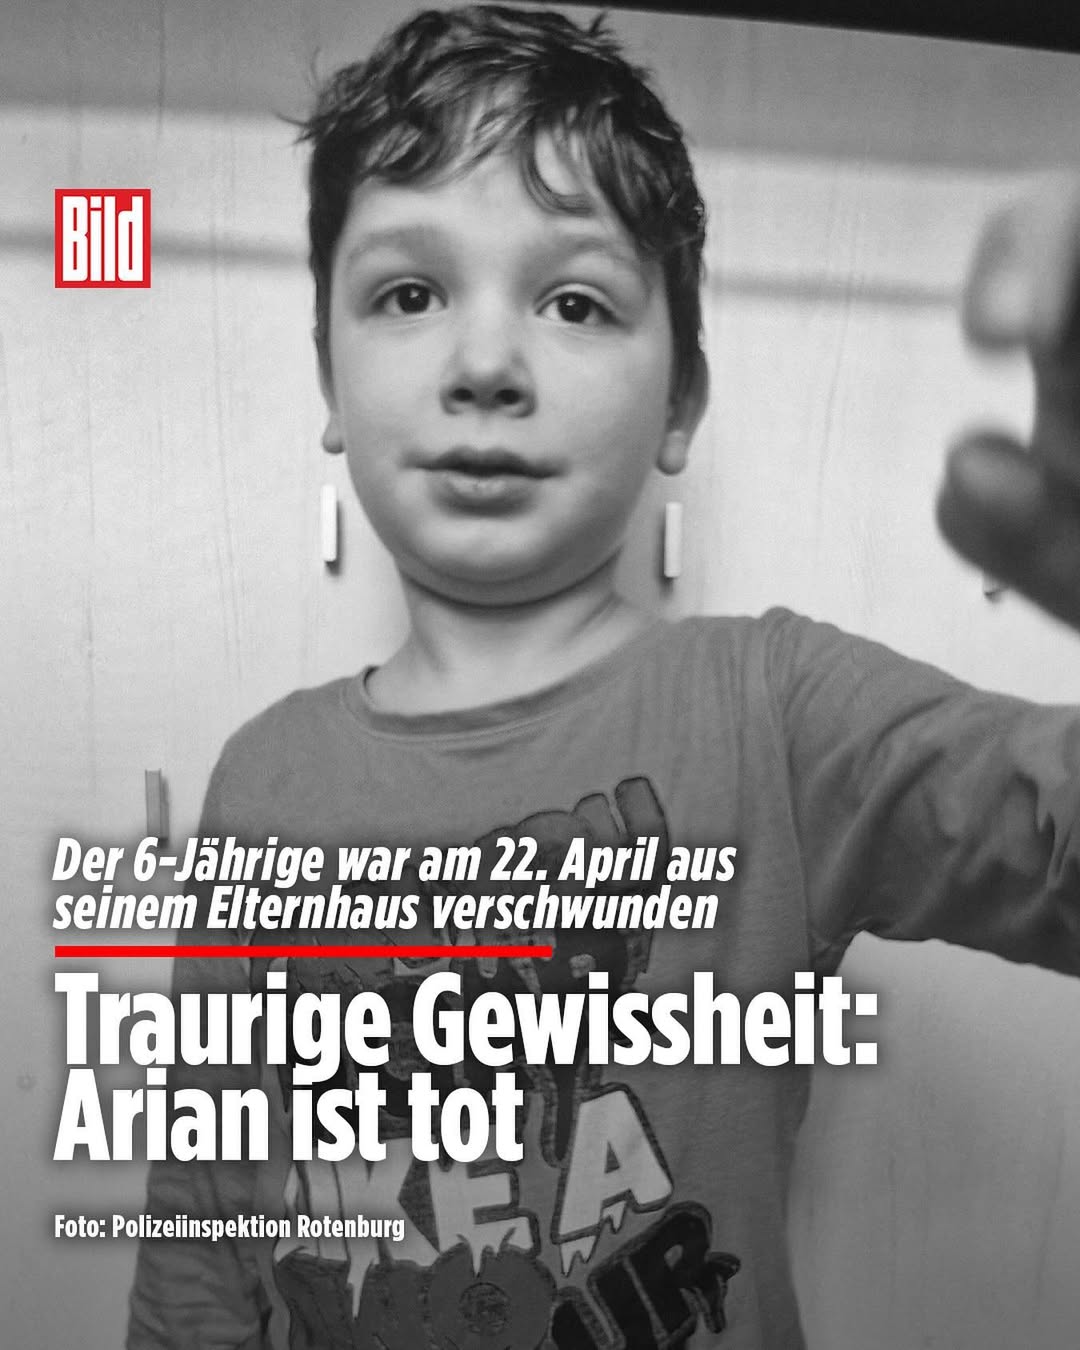 Bild
Der 6-Jährige war am 22. April aus
seinem Elternhaus verschwunden
Traurige Gewissheit:
Arian ist tot
Foto: Polizeiinspektion Rotenburg